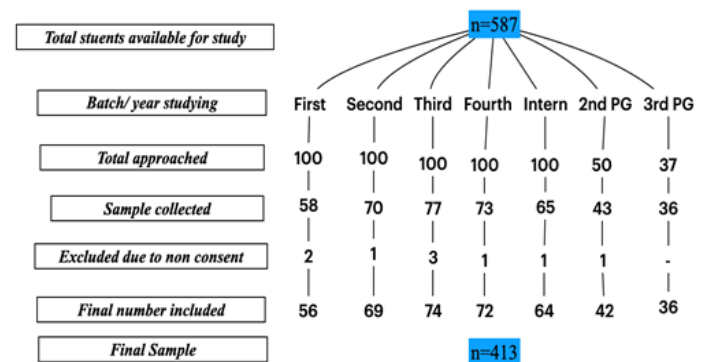 n=587
Total stuents available for study
Batch/ year studying First Second Third Fourth Intern 2nd PG 3rd PG
Total approached 100 100 100 100 100 50 37
Sample collected 58 70 77 73 65 43 36
Excluded due to non consent 2 1 3 1 1 1 -
Final number included 56 69 74 72 64 42 36
Final Sample n=413